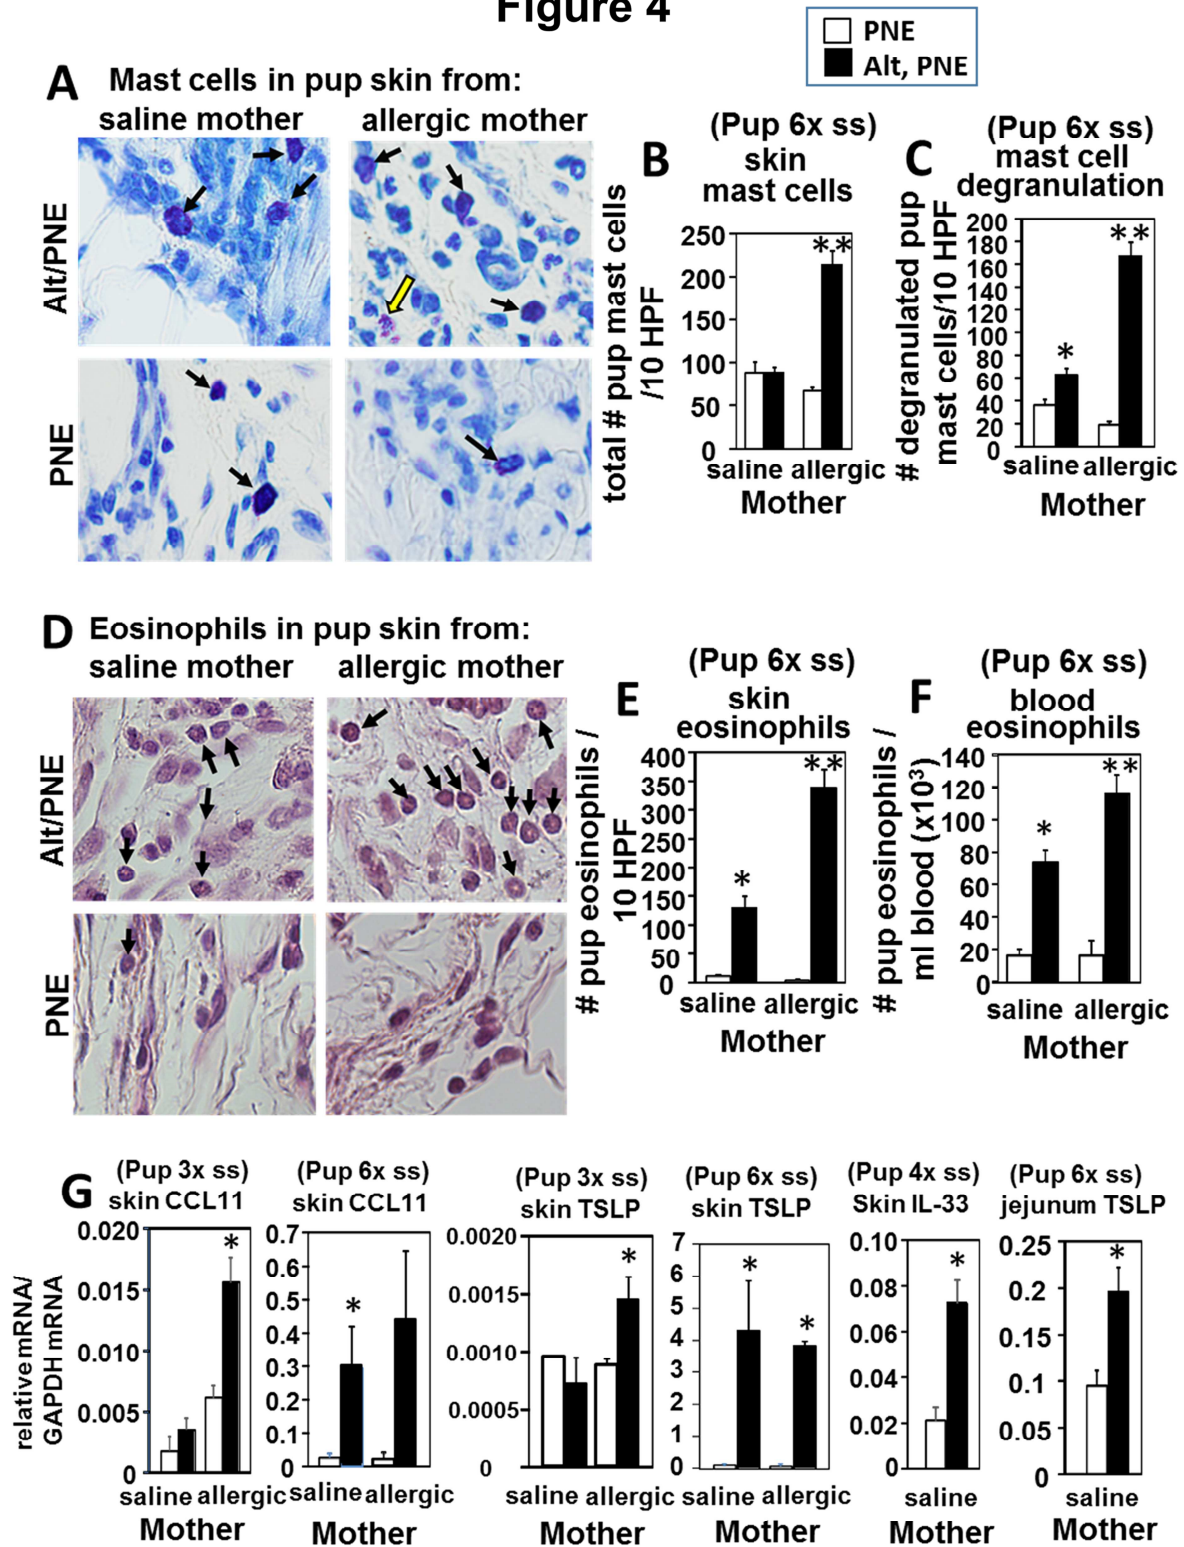 Figure 4
PNE
Alt, PNE
A Mast cells in pup skin from:
saline mother
allergic mother
Alt/PNE
PNE
B
(Pup 6x ss)
skin
mast cells
total # pup mast cells
/10 HPF
250
200
150
100
50
0
**
saline allergic
Mother
C
(Pup 6x ss)
mast cell
degranulation
# degranulated pup
mast cells/10 HPF
200
180
160
140
120
100
80
60
40
20
0
*
**
saline allergic
Mother
D Eosinophils in pup skin from:
saline mother
allergic mother
Alt/PNE
PNE
E
(Pup 6x ss)
skin
eosinophils
# pup eosinophils /
10 HPF
400
350
300
250
200
150
100
50
0
*
**
saline allergic
Mother
F
(Pup 6x ss)
blood
eosinophils
# pup eosinophils /
ml blood (x10³)
140
120
100
80
60
40
20
0
*
**
saline allergic
Mother
G
relative mRNA/
GAPDH mRNA
(Pup 3x ss)
skin CCL11
0.020
0.015
0.010
0.005
0
*
saline allergic
Mother
(Pup 6x ss)
skin CCL11
0.7
0.6
0.5
0.4
0.3
0.2
0.1
0
*
saline allergic
Mother
(Pup 3x ss)
skin TSLP
0.0020
0.0015
0.0010
0.0005
0
*
saline allergic
Mother
(Pup 6x ss)
skin TSLP
7
6
5
4
3
2
1
0
*
*
saline allergic
Mother
(Pup 4x ss)
Skin IL-33
0.10
0.08
0.06
0.04
0.02
0
*
saline
Mother
(Pup 6x ss)
jejunum TSLP
0.25
0.2
0.15
0.1
0.05
0
*
saline
Mother